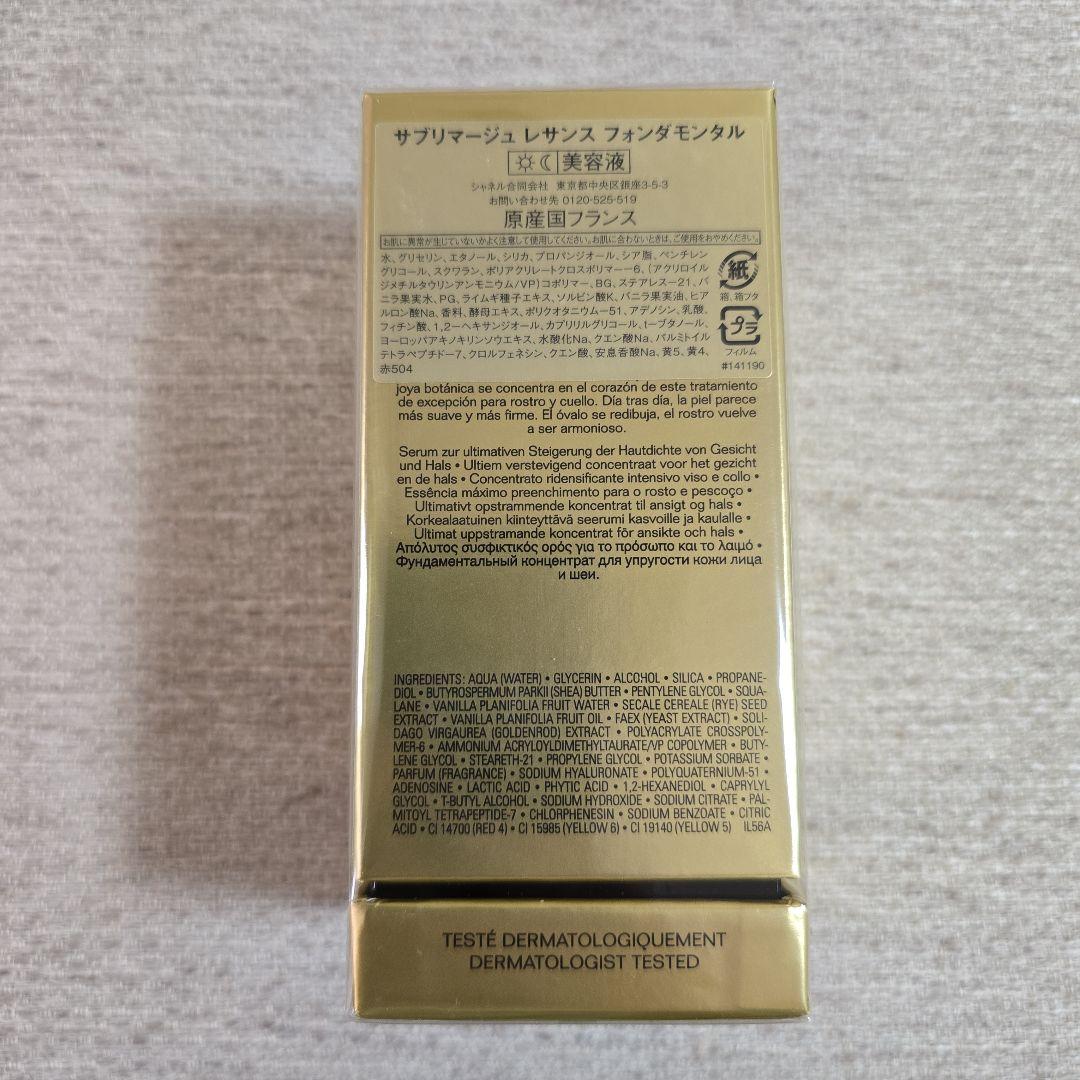 サブリマージュ レサンス フォンダモンタル
美容液
シャネル合同会社 東京都中央区銀座3-5-3
お問い合わせ先 0120-525-519
原産国フランス
お肌に異常が生じていないかよく注意して使用してください。お肌に合わないときは、ご使用をおやめください。
水、グリセリン、エタノール、シリカ、プロパンジオール、シア脂、ペンチレン
グリコール、スクワラン、ポリアクリレートクロスポリマー-6、(アクリロイル
ジメチルタウリンアンモニウム/VP)コポリマー、BG、ステアレス-21、バ
ニラ果実水、PG、ライムギ種子エキス、ソルビン酸K、バニラ果実油、ヒア
ルロン酸Na、香料、酵母エキス、ポリクオタニウム-51、アデノシン、乳酸、
フィチン酸、1,2-ヘキサンジオール、カプリリルグリコール、t-ブタノール、
ヨーロッパアキノキリンソウエキス、水酸化Na、クエン酸Na、パルミトイル
テトラペプチド-7、クロルフェネシン、クエン酸、安息香酸Na、黄5、黄4、
赤504
紙
箱、箱フタ
プラ
フィルム
#141190
joya botánica se concentra en el corazón de este tratamiento
de excepción para rostro y cuello. Día tras día, la piel parece
más suave y más firme. El óvalo se redibuja, el rostro vuelve
a ser armonioso.
Serum zur ultimativen Steigerung der Hautdichte von Gesicht
und Hals • Ultiem verstevigend concentraat voor het gezicht
en de hals • Concentrato ridensificante intensivo viso e collo •
Essência máximo preenchimento para o rosto e pescoço •
Ultimativt opstrammende koncentrat til ansigt og hals •
Korkealaatuinen kiinteyttävä seerumi kasvoille ja kaulalle •
Ultimat uppstramande koncentrat för ansikte och hals •
Απόλυτος συσφικτικός ορός για το πρόσωπο και το λαιμό •
Фундаментальный концентрат для упругости кожи лица
и шеи.
INGREDIENTS: AQUA (WATER) • GLYCERIN • ALCOHOL • SILICA • PROPANE-
DIOL • BUTYROSPERMUM PARKII (SHEA) BUTTER • PENTYLENE GLYCOL • SQUA-
LANE • VANILLA PLANIFOLIA FRUIT WATER • SECALE CEREALE (RYE) SEED
EXTRACT • VANILLA PLANIFOLIA FRUIT OIL • FAEX (YEAST EXTRACT) • SOLI-
DAGO VIRGAUREA (GOLDENROD) EXTRACT • POLYACRYLATE CROSSPOLY-
MER-6 • AMMONIUM ACRYLOYLDIMETHYLTAURATE/VP COPOLYMER • BUTY-
LENE GLYCOL • STEARETH-21 • PROPYLENE GLYCOL • POTASSIUM SORBATE •
PARFUM (FRAGRANCE) • SODIUM HYALURONATE • POLYQUATERNIUM-51 •
ADENOSINE • LACTIC ACID • PHYTIC ACID • 1,2-HEXANEDIOL • CAPRYLYL
GLYCOL • T-BUTYL ALCOHOL • SODIUM HYDROXIDE • SODIUM CITRATE • PAL-
MITOYL TETRAPEPTIDE-7 • CHLORPHENESIN • SODIUM BENZOATE • CITRIC
ACID • CI 14700 (RED 4) • CI 15985 (YELLOW 6) • CI 19140 (YELLOW 5) IL56A
TESTÉ DERMATOLOGIQUEMENT
DERMATOLOGIST TESTED